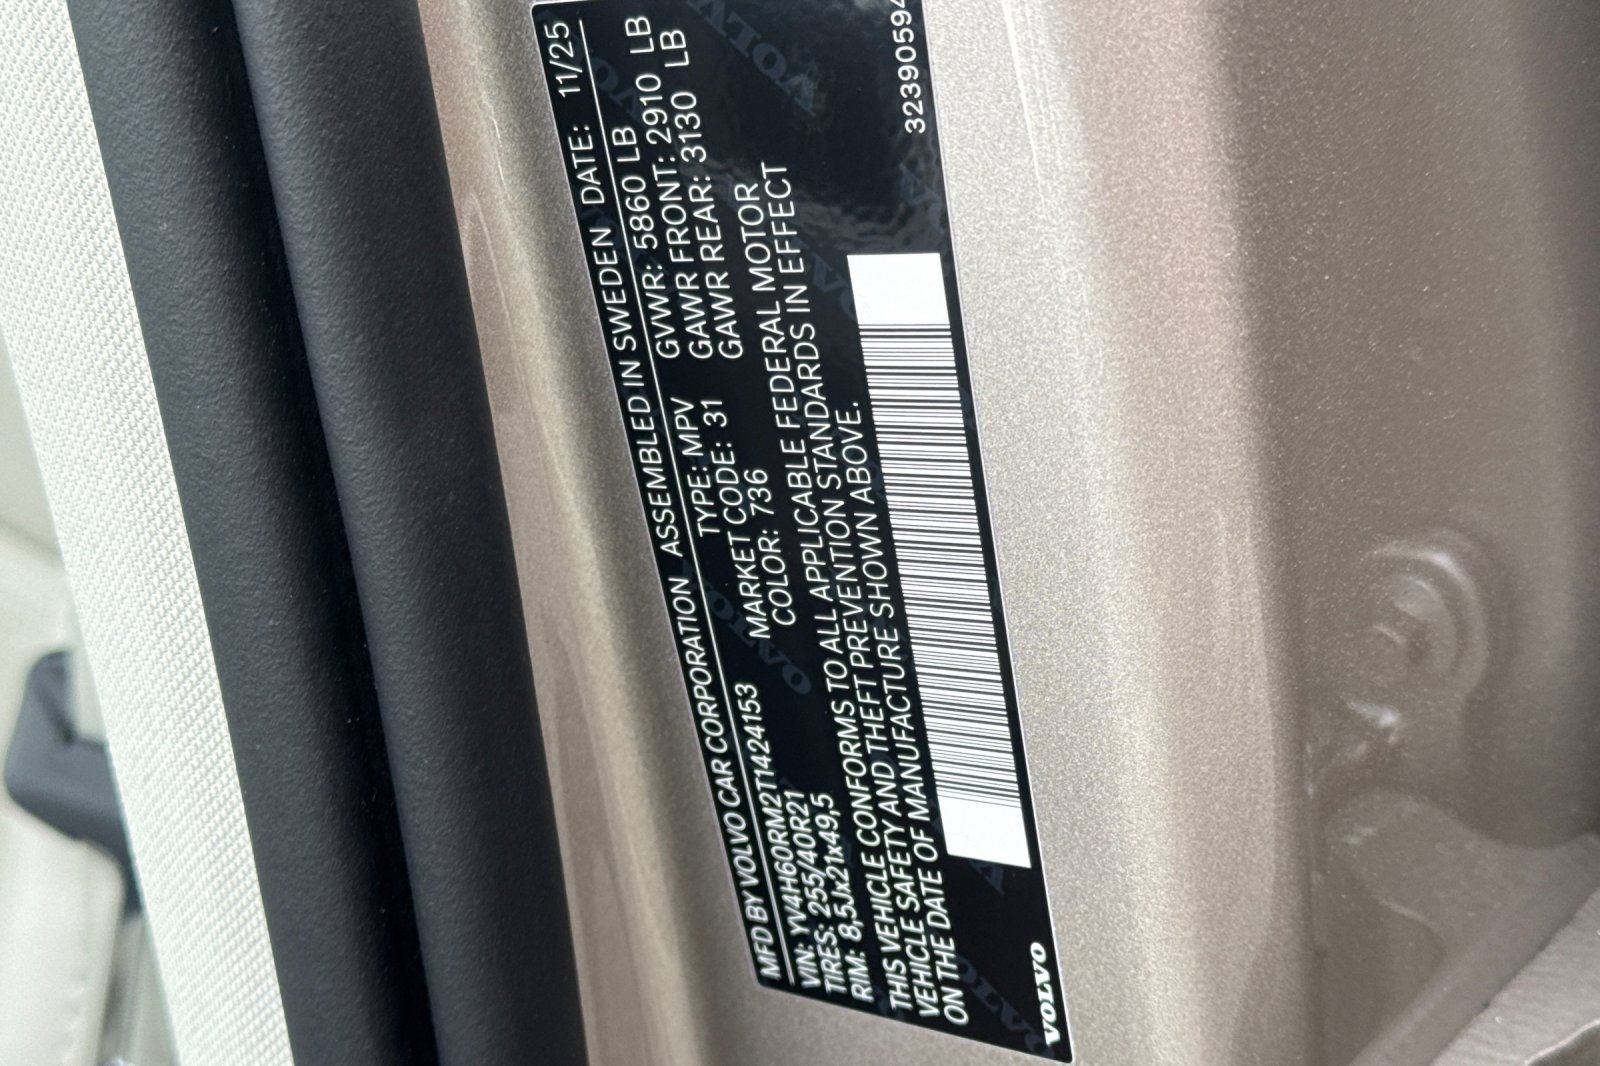 MFD BY VOLVO CAR CORPORATION ASSEMBLED IN SWEDEN DATE: 11/25
VIN: YV4H60RM2T1424153 TYPE: MPV GVWR: 5860 LB
TIRES: 255/40R21 MARKET CODE: 31 GAWR FRONT: 2910 LB
RIM: 8,5Jx21x49,5 COLOR: 736 GAWR REAR: 3130 LB
THIS VEHICLE CONFORMS TO ALL APPLICABLE FEDERAL MOTOR
VEHICLE SAFETY AND THEFT PREVENTION STANDARDS IN EFFECT
ON THE DATE OF MANUFACTURE SHOWN ABOVE.
VOLVO 32390594